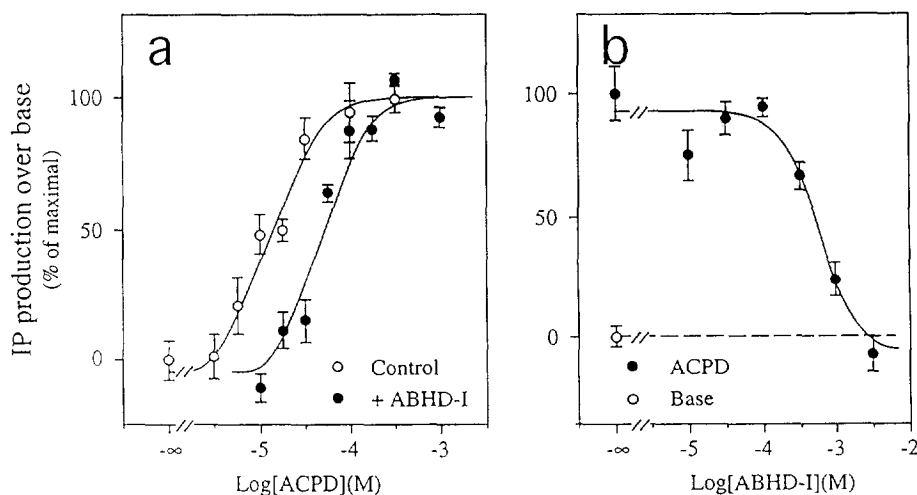 a
IP production over base
(% of maximal)
100
50
0
Control
+ ABHD-I
-∞
-5
-4
-3
Log[ACPD](M)
b
100
50
0
ACPD
Base
-∞
-5
-4
-3
-2
Log[ABHD-I](M)